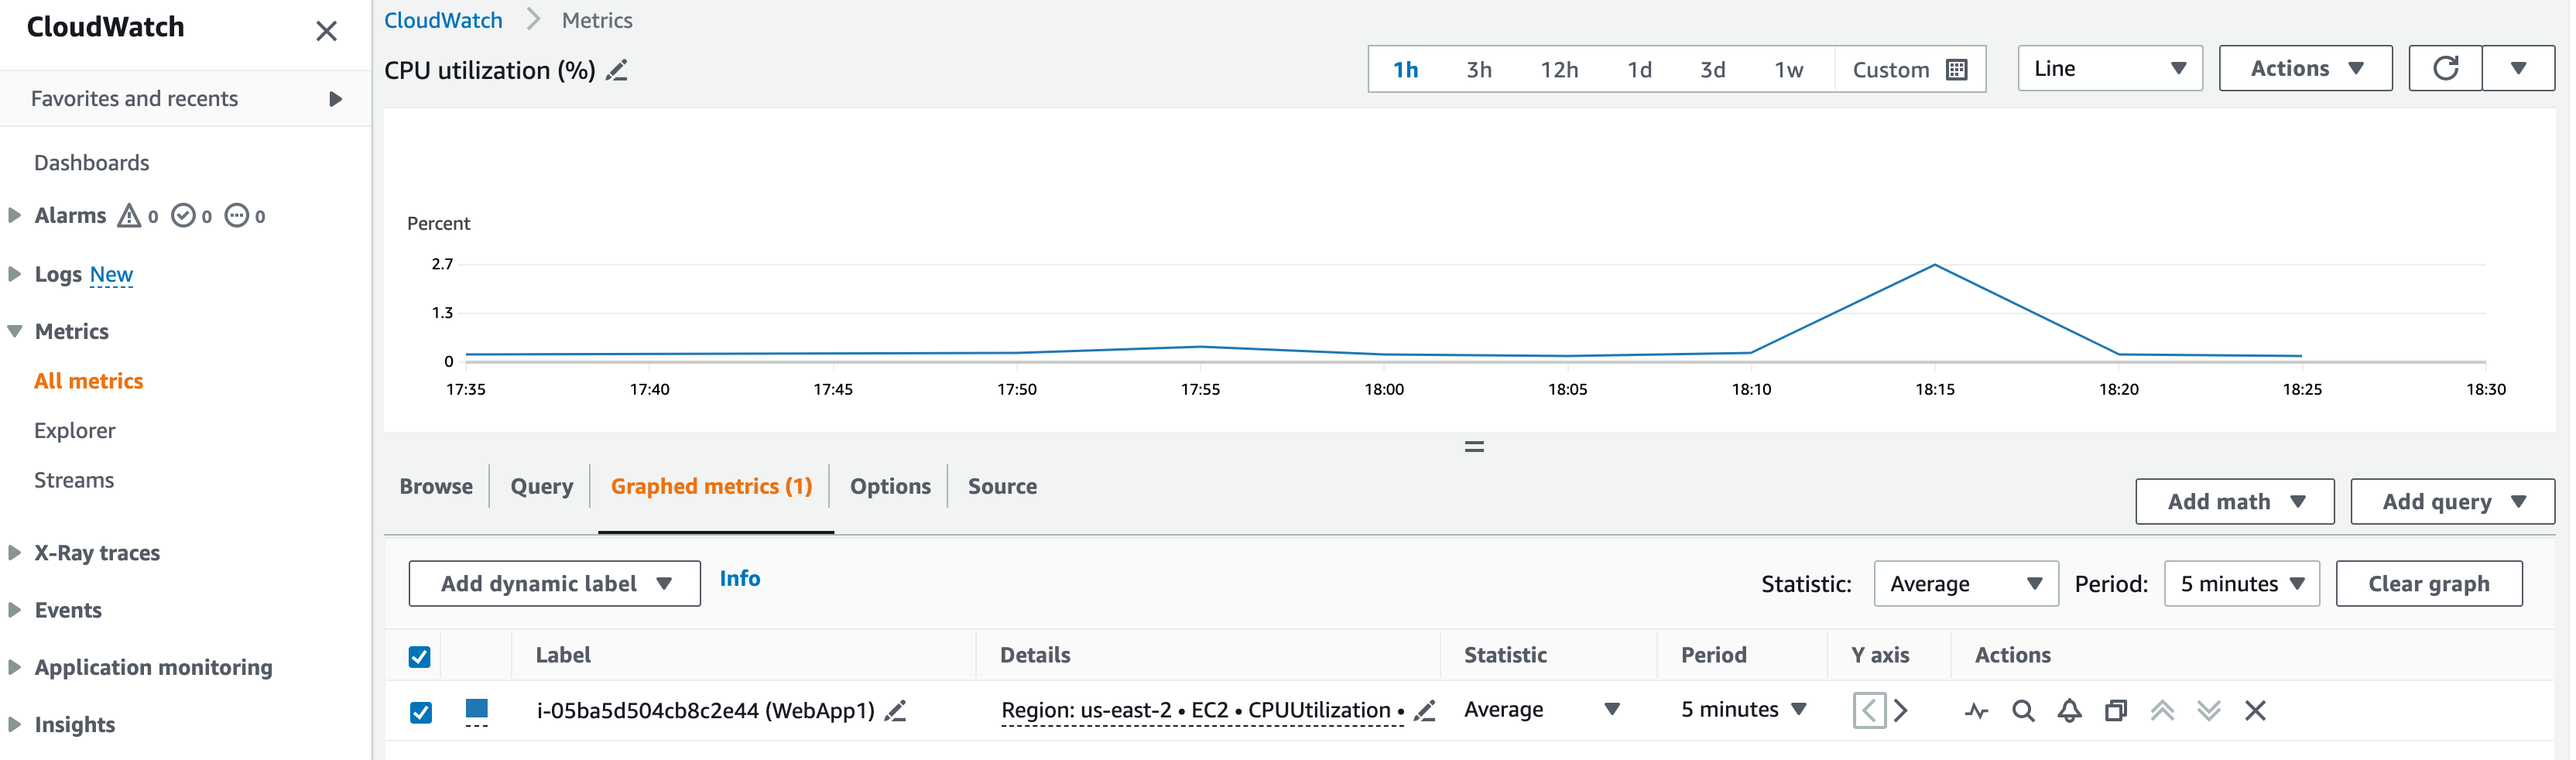 CloudWatch
Favorites and recents
Dashboards
Alarms 0 0 0
Logs New
Metrics
All metrics
Explorer
Streams
X-Ray traces
Events
Application monitoring
Insights
CloudWatch Metrics
CPU utilization (%)
1h 3h 12h 1d 3d 1w Custom
Line
Actions
Percent
2.7
1.3
0
17:35 17:40 17:45 17:50 17:55 18:00 18:05 18:10 18:15 18:20 18:25 18:30
Browse Query Graphed metrics (1) Options Source
Add math Add query
Add dynamic label Info
Statistic: Average Period: 5 minutes Clear graph
Label Details Statistic Period Y axis Actions
i-05ba5d504cb8c2e44 (WebApp1) Region: us-east-2 • EC2 • CPUUtilization • Average 5 minutes